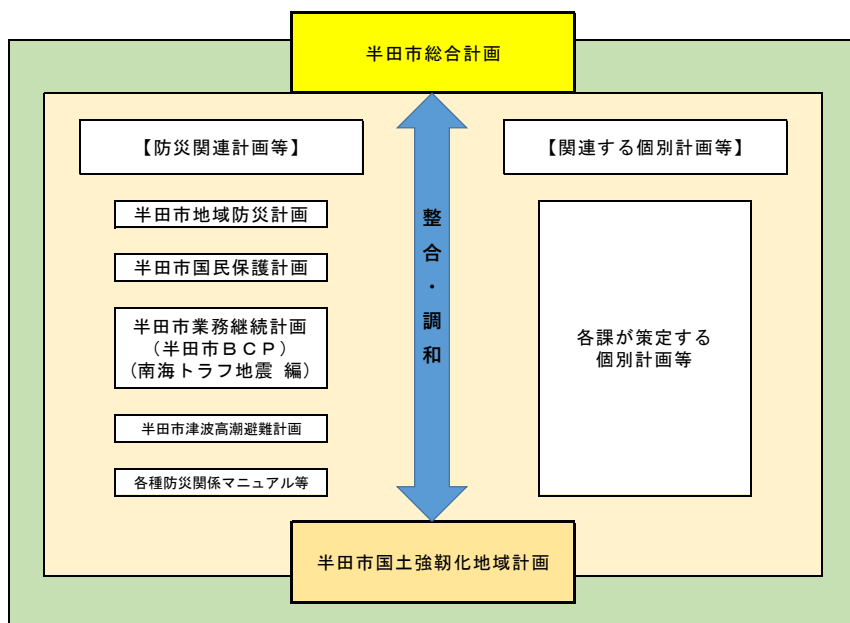 半田市総合計画
【防災関連計画等】
【関連する個別計画等】
半田市地域防災計画
半田市国民保護計画
半田市業務継続計画
（半田市ＢＣＰ）
（南海トラフ地震 編）
半田市津波高潮避難計画
各種防災関係マニュアル等
整合・調和
各課が策定する
個別計画等
半田市国土強靭化地域計画